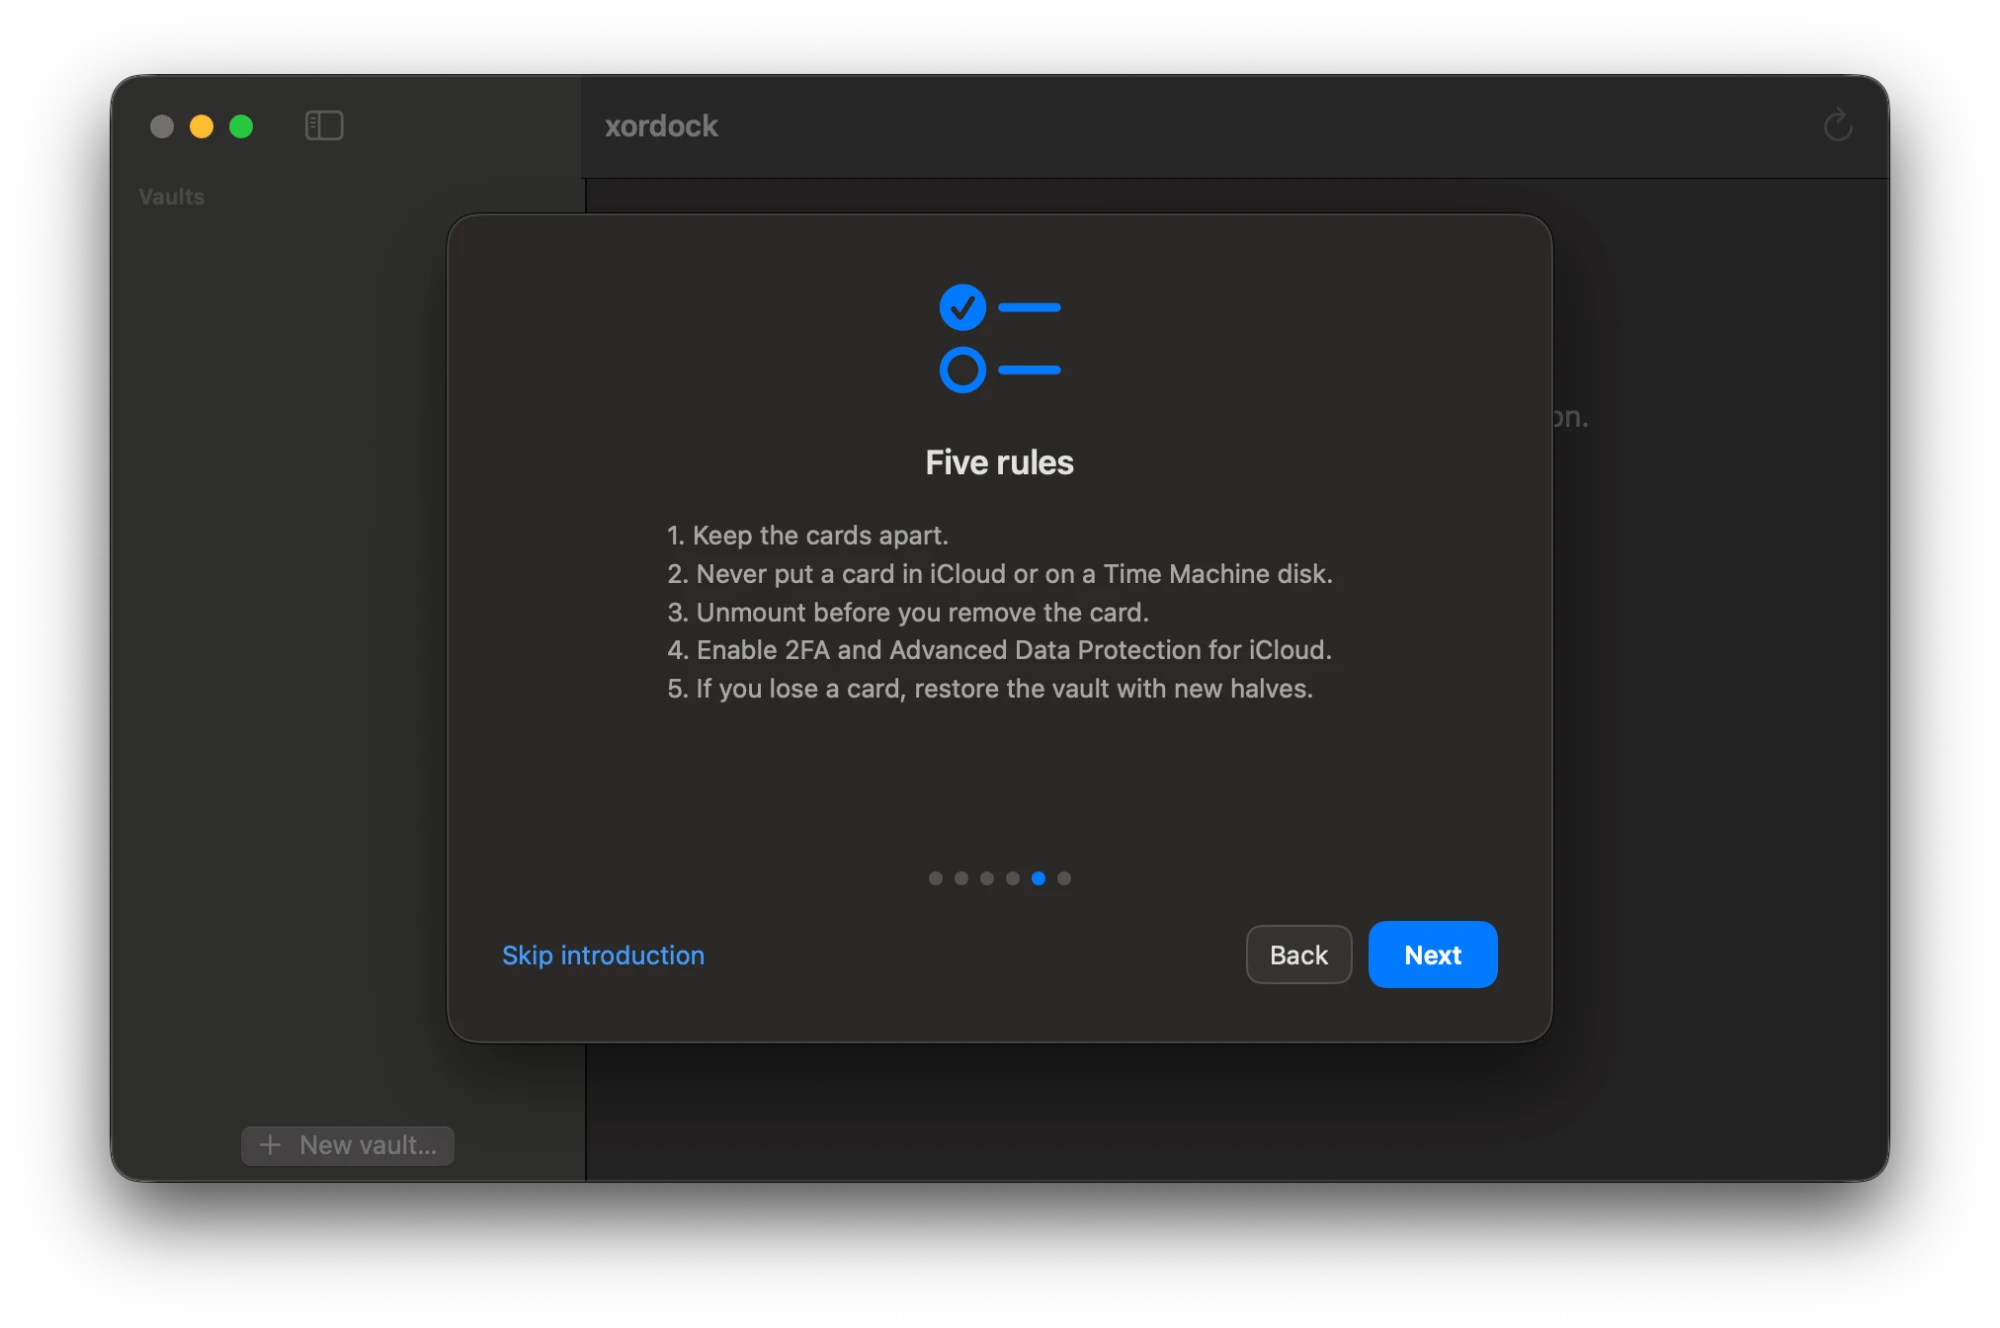 xordock
Vaults
Five rules
1. Keep the cards apart.
2. Never put a card in iCloud or on a Time Machine disk.
3. Unmount before you remove the card.
4. Enable 2FA and Advanced Data Protection for iCloud.
5. If you lose a card, restore the vault with new halves.
Skip introduction
Back
Next
New vault...